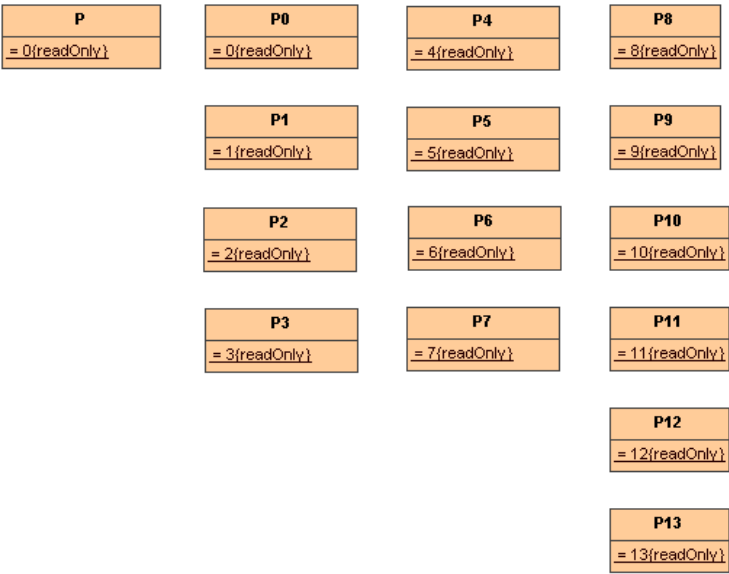 P
= 0{readOnly}
P0
= 0{readOnly}
P1
= 1{readOnly}
P2
= 2{readOnly}
P3
= 3{readOnly}
P4
= 4{readOnly}
P5
= 5{readOnly}
P6
= 6{readOnly}
P7
= 7{readOnly}
P8
= 8{readOnly}
P9
= 9{readOnly}
P10
= 10{readOnly}
P11
= 11{readOnly}
P12
= 12{readOnly}
P13
= 13{readOnly}